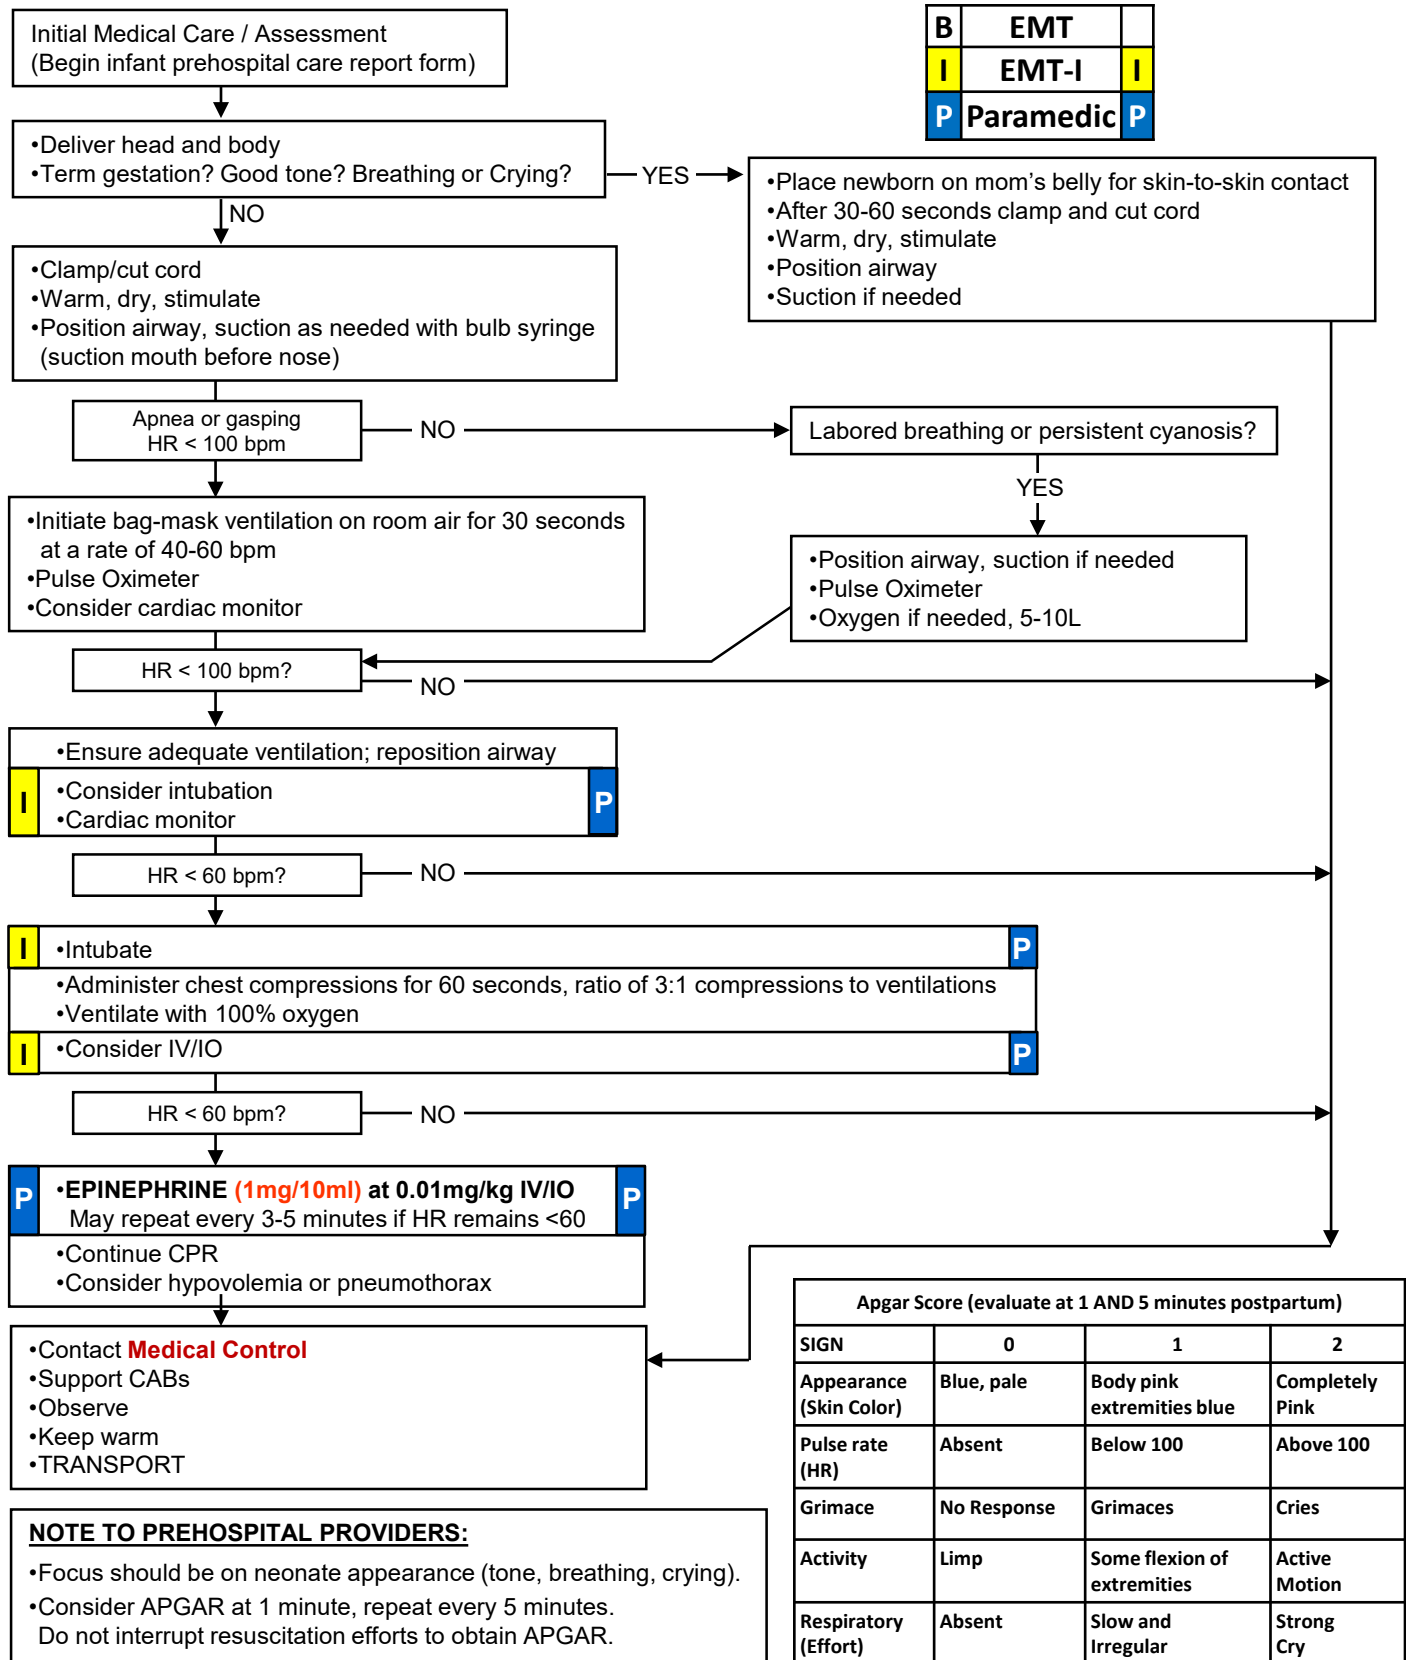 Initial Medical Care / Assessment
(Begin infant prehospital care report form)
B EMT
I EMT-I I
P Paramedic P
•Deliver head and body
•Term gestation? Good tone? Breathing or Crying?
YES
•Place newborn on mom's belly for skin-to-skin contact
•After 30-60 seconds clamp and cut cord
•Warm, dry, stimulate
•Position airway
•Suction if needed
NO
•Clamp/cut cord
•Warm, dry, stimulate
•Position airway, suction as needed with bulb syringe
(suction mouth before nose)
Apnea or gasping
HR < 100 bpm
NO
Labored breathing or persistent cyanosis?
YES
•Initiate bag-mask ventilation on room air for 30 seconds
at a rate of 40-60 bpm
•Pulse Oximeter
•Consider cardiac monitor
•Position airway, suction if needed
•Pulse Oximeter
•Oxygen if needed, 5-10L
HR < 100 bpm?
NO
•Ensure adequate ventilation; reposition airway
I •Consider intubation P
•Cardiac monitor
HR < 60 bpm?
NO
I •Intubate P
•Administer chest compressions for 60 seconds, ratio of 3:1 compressions to ventilations
•Ventilate with 100% oxygen
I •Consider IV/IO P
HR < 60 bpm?
NO
P •EPINEPHRINE (1mg/10ml) at 0.01mg/kg IV/IO P
May repeat every 3-5 minutes if HR remains <60
•Continue CPR
•Consider hypovolemia or pneumothorax
•Contact Medical Control
•Support CABs
•Observe
•Keep warm
•TRANSPORT
Apgar Score (evaluate at 1 AND 5 minutes postpartum)
SIGN 0 1 2
Appearance Blue, pale Body pink Completely
(Skin Color) extremities blue Pink
Pulse rate Absent Below 100 Above 100
(HR)
Grimace No Response Grimaces Cries
Activity Limp Some flexion of Active
extremities Motion
Respiratory Absent Slow and Strong
(Effort) Irregular Cry
NOTE TO PREHOSPITAL PROVIDERS:
•Focus should be on neonate appearance (tone, breathing, crying).
•Consider APGAR at 1 minute, repeat every 5 minutes.
Do not interrupt resuscitation efforts to obtain APGAR.